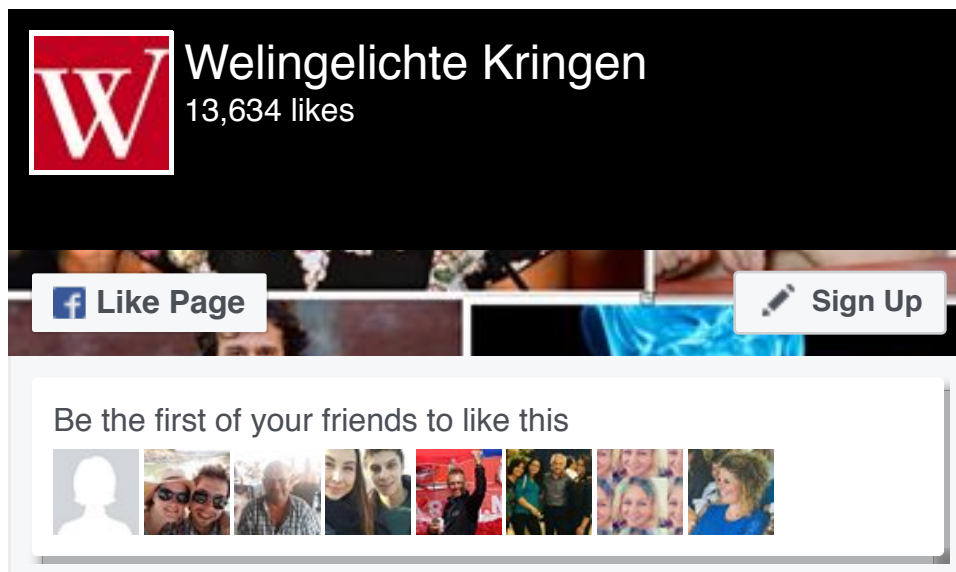 W
Welingelichte Kringen
13,634 likes
f Like Page
Sign Up
Be the first of your friends to like this